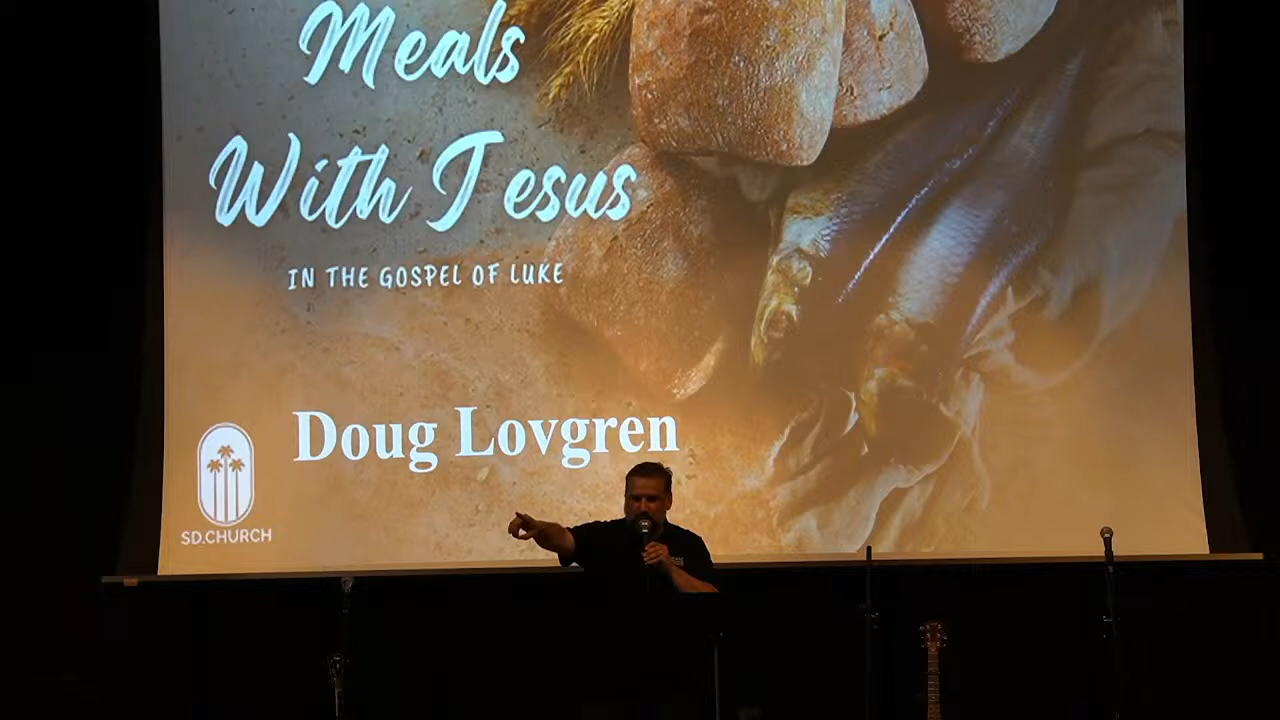 Meals
With Jesus
IN THE GOSPEL OF LUKE
Doug Lovgren
SD.CHURCH